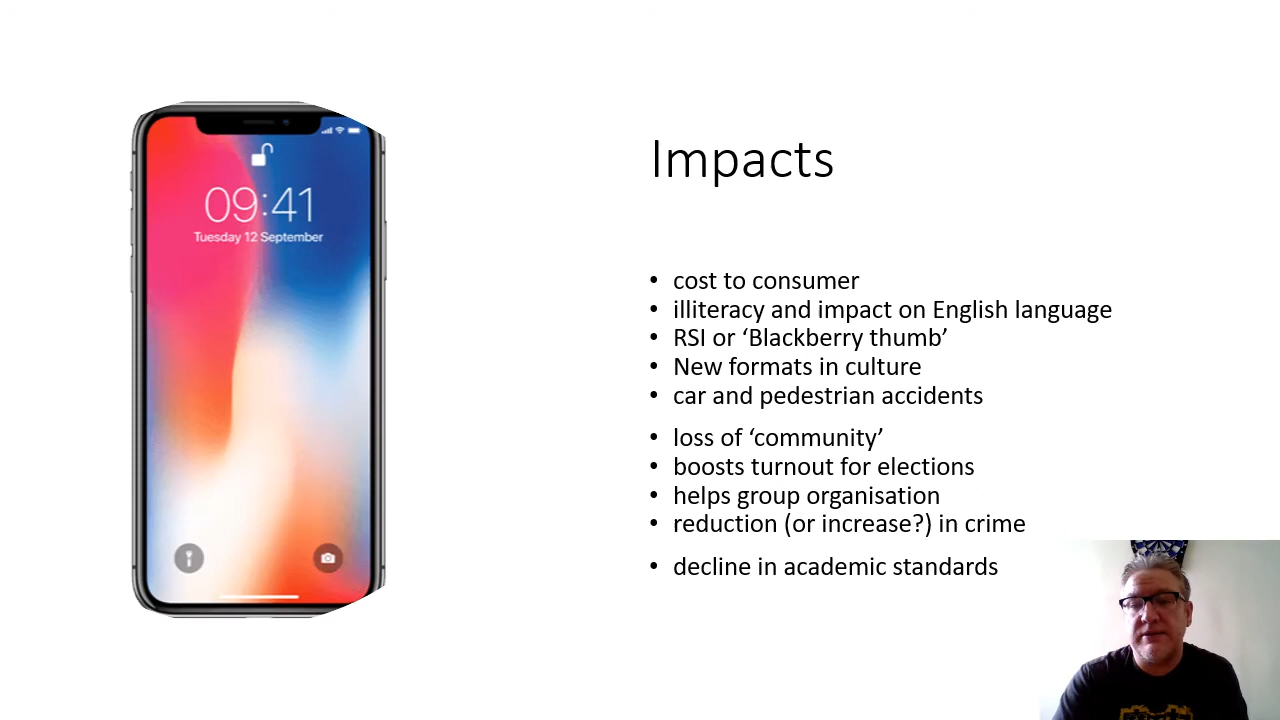 09:41
Tuesday 12 September
Impacts
• cost to consumer
• illiteracy and impact on English language
• RSI or ‘Blackberry thumb’
• New formats in culture
• car and pedestrian accidents
• loss of ‘community’
• boosts turnout for elections
• helps group organisation
• reduction (or increase?) in crime
• decline in academic standards